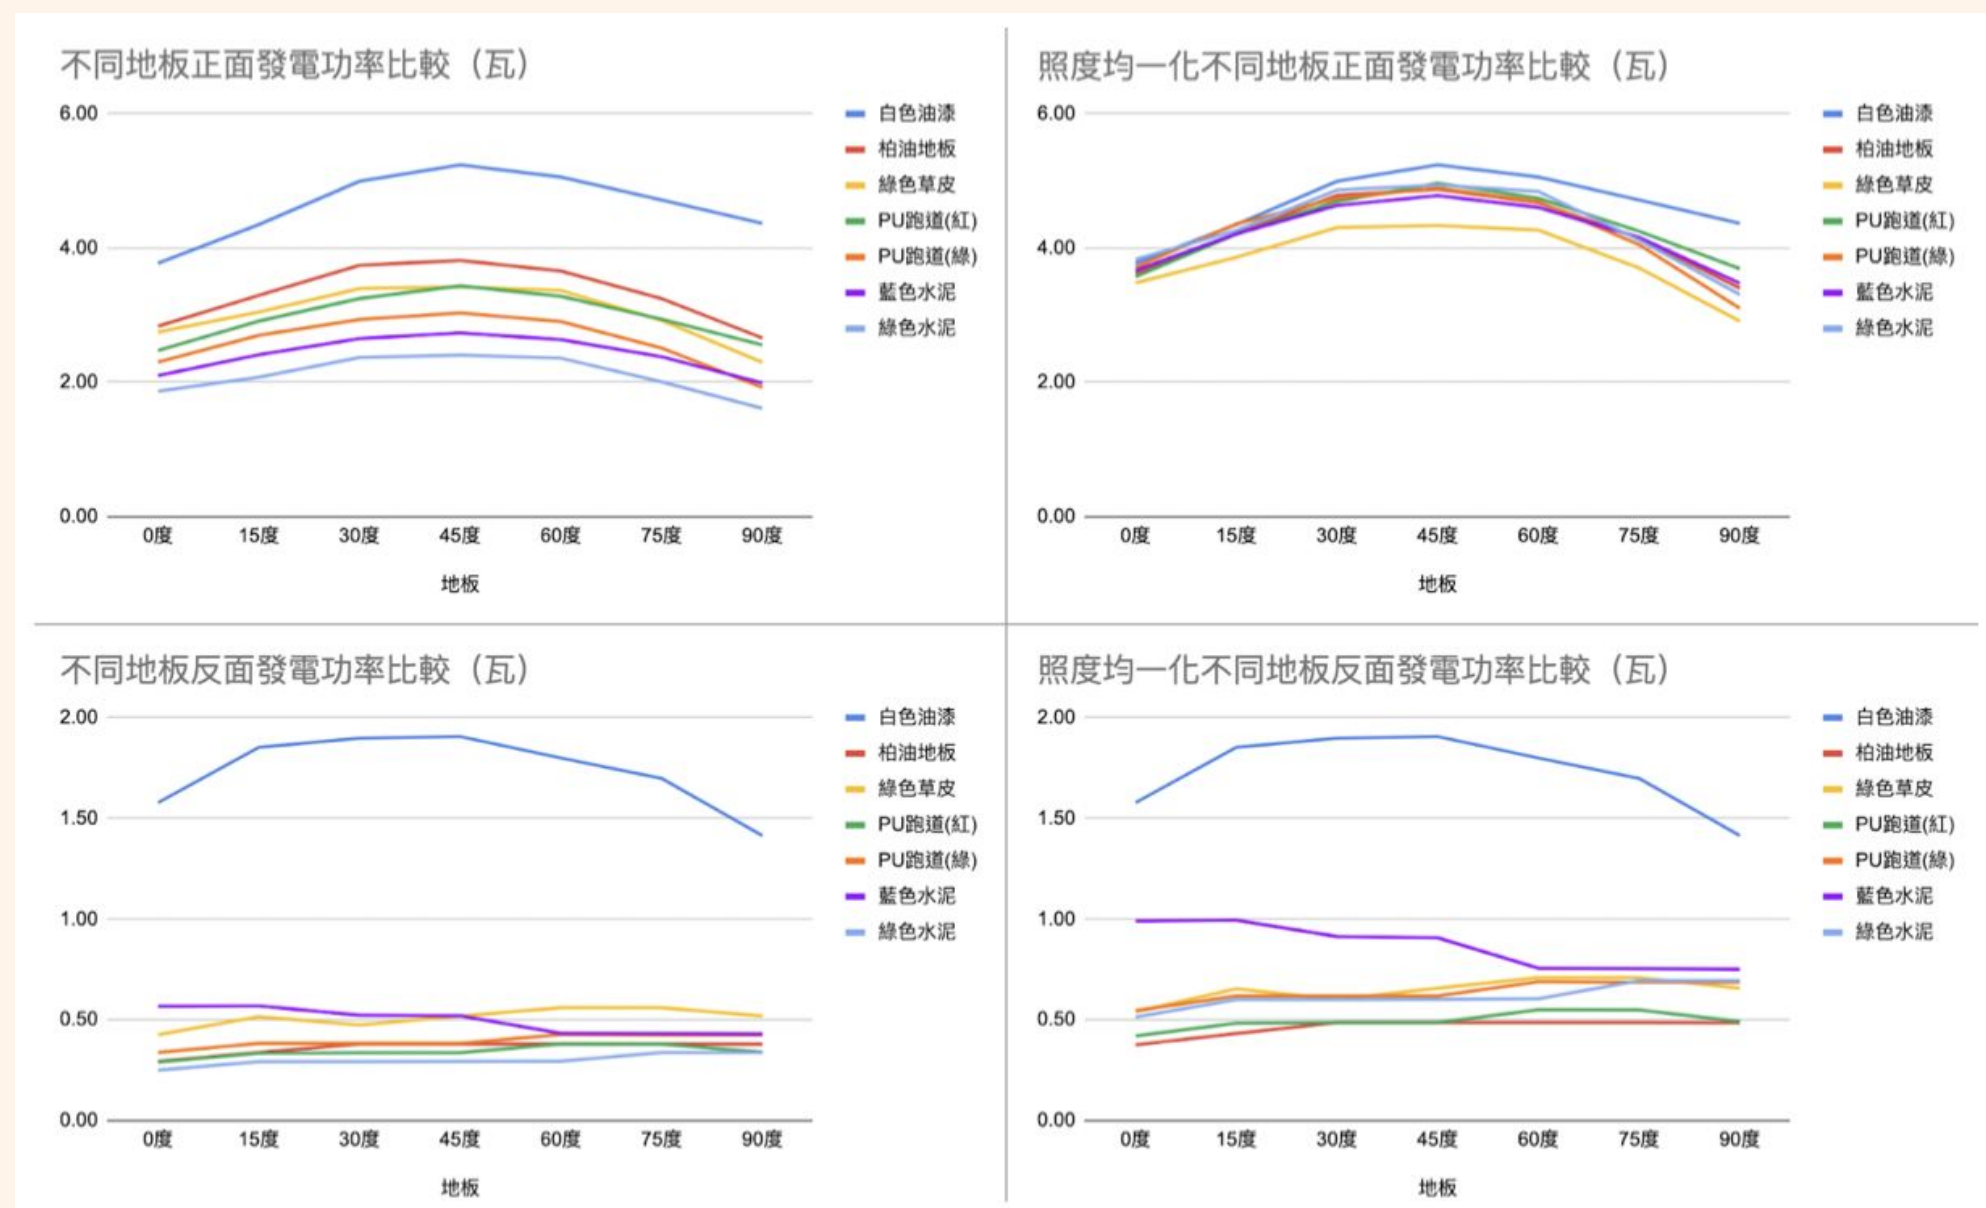 不同地板正面發電功率比較（瓦）
6.00
4.00
2.00
0.00
0度 15度 30度 45度 60度 75度 90度
地板
白色油漆
柏油地板
綠色草皮
PU跑道(紅)
PU跑道(綠)
藍色水泥
綠色水泥
照度均一化不同地板正面發電功率比較（瓦）
6.00
4.00
2.00
0.00
0度 15度 30度 45度 60度 75度 90度
地板
白色油漆
柏油地板
綠色草皮
PU跑道(紅)
PU跑道(綠)
藍色水泥
綠色水泥
不同地板反面發電功率比較（瓦）
2.00
1.50
1.00
0.50
0.00
0度 15度 30度 45度 60度 75度 90度
地板
白色油漆
柏油地板
綠色草皮
PU跑道(紅)
PU跑道(綠)
藍色水泥
綠色水泥
照度均一化不同地板反面發電功率比較（瓦）
2.00
1.50
1.00
0.50
0.00
0度 15度 30度 45度 60度 75度 90度
地板
白色油漆
柏油地板
綠色草皮
PU跑道(紅)
PU跑道(綠)
藍色水泥
綠色水泥